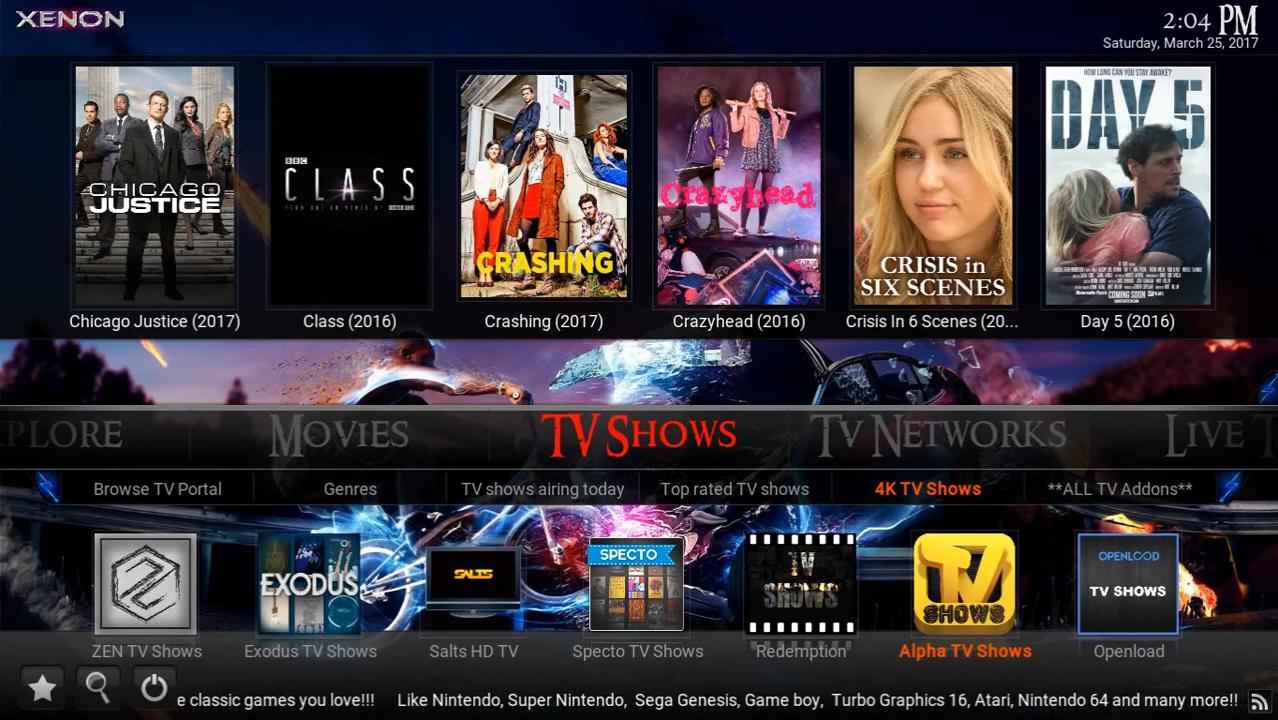 XENON
2:04 PM
Saturday, March 25, 2017
CHICAGO
JUSTICE
BBC
CLASS
CRASHING
Crazyhead
CRISIS in
SIX SCENES
HOW LONG CAN YOU STAY AWAKE?
DAY 5
COMING SOON
Chicago Justice (2017)
Class (2016)
Crashing (2017)
Crazyhead (2016)
Crisis In 6 Scenes (20...
Day 5 (2016)
PLORE
MOVIES
TV SHOWS
TV NETWORKS
LIVE T
Browse TV Portal
Genres
TV shows airing today
Top rated TV shows
4K TV Shows
**ALL TV Addons**
EXODUS
SALTS
SPECTO
TV
SHOWS
TV
SHOWS
OPENLOOD
TV SHOWS
ZEN TV Shows
Exodus TV Shows
Salts HD TV
Specto TV Shows
Redemption
Alpha TV Shows
Openload
e classic games you love!!! Like Nintendo, Super Nintendo, Sega Genesis, Game boy, Turbo Graphics 16, Atari, Nintendo 64 and many more!!